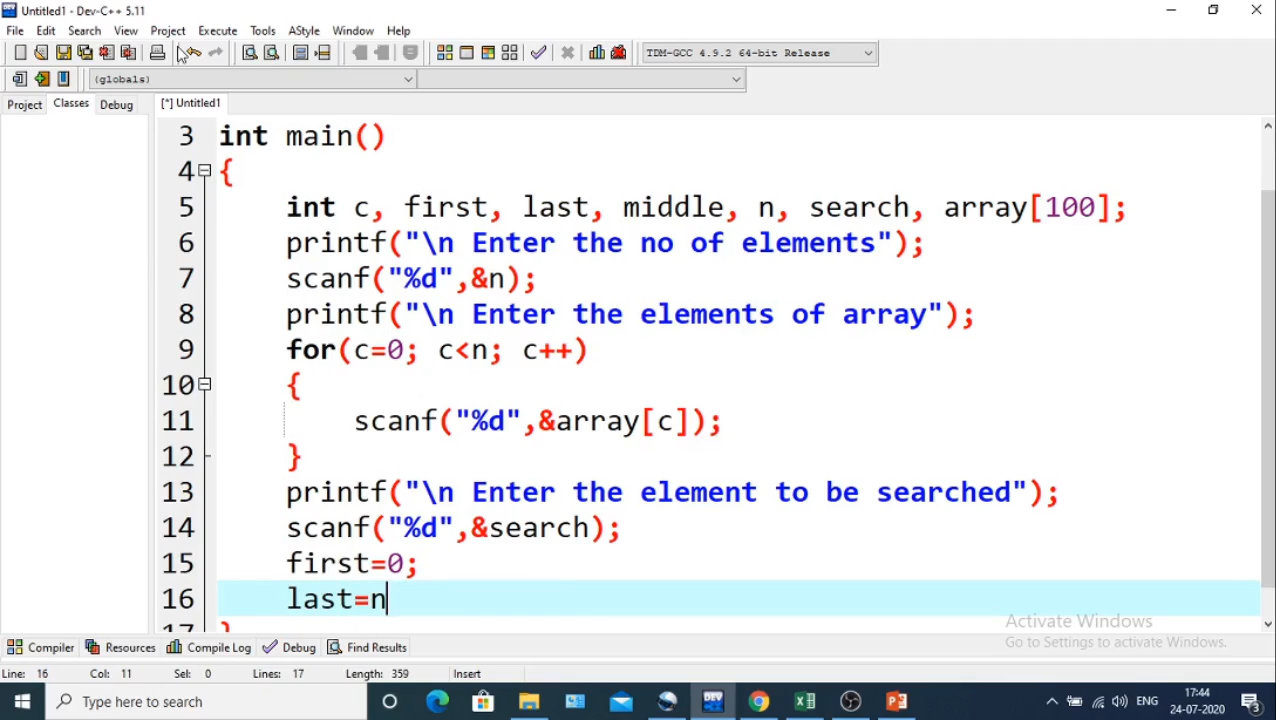 Untitled1 - Dev-C++ 5.11
File Edit Search View Project Execute Tools AStyle Window Help
TDM-GCC 4.9.2 64-bit Release
(globals)
Project Classes Debug [*] Untitled1
3 int main()
4 {
5 int c, first, last, middle, n, search, array[100];
6 printf("\n Enter the no of elements");
7 scanf("%d",&n);
8 printf("\n Enter the elements of array");
9 for(c=0; c<n; c++)
10 {
11 scanf("%d",&array[c]);
12 }
13 printf("\n Enter the element to be searched");
14 scanf("%d",&search);
15 first=0;
16 last=n
17 }
Activate Windows
Go to Settings to activate Windows.
Compiler Resources Compile Log Debug Find Results
Line: 16 Col: 11 Sel: 0 Lines: 17 Length: 359 Insert
Type here to search
DEV
ENG
17:44
24-07-2020
3